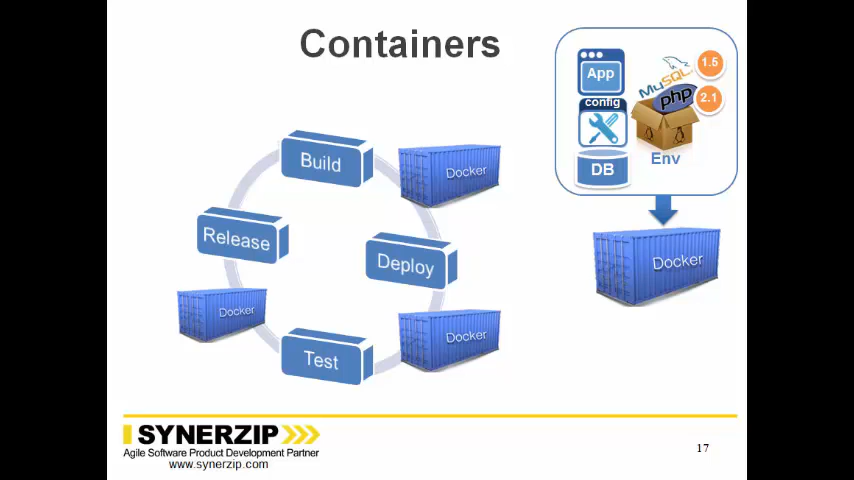 Containers
App
config
DB
MySQL
php
1.5
2.1
Env
Build
Docker
Release
Deploy
Docker
Docker
Docker
Test
SYNERZIP
Agile Software Product Development Partner
www.synerzip.com
17